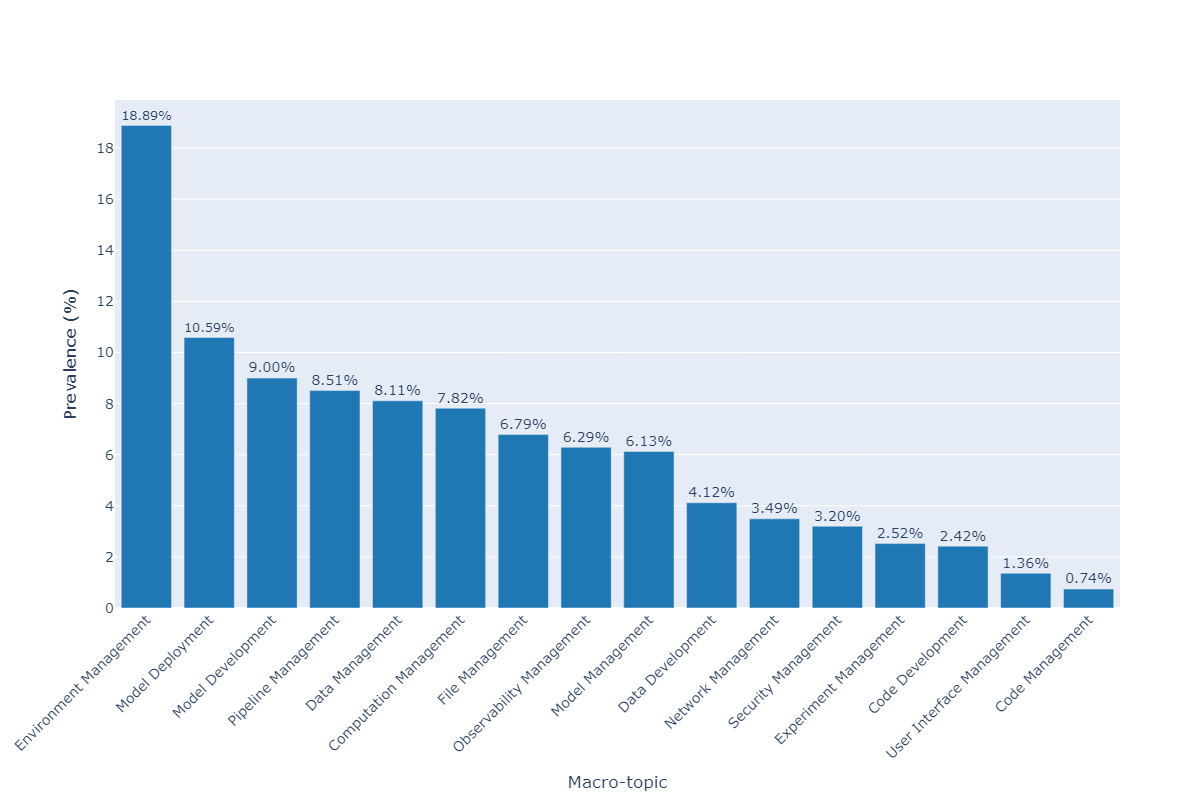 18.89%
10.59%
9.00%
8.51%
8.11%
7.82%
6.79%
6.29%
6.13%
4.12%
3.49%
3.20%
2.52%
2.42%
1.36%
0.74%
18
16
14
12
10
8
6
4
2
0
Prevalence (%)
Environment Management
Model Deployment
Model Development
Pipeline Management
Data Management
Computation Management
File Management
Observability Management
Model Management
Data Development
Network Management
Security Management
Experiment Management
Code Development
User Interface Management
Code Management
Macro-topic